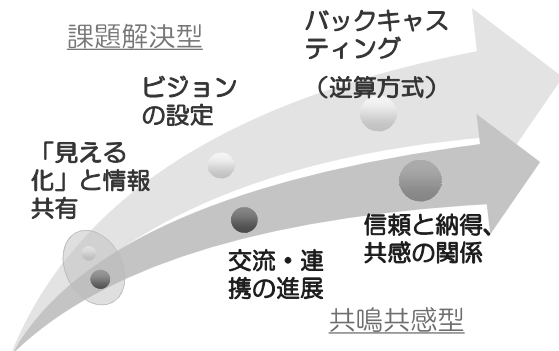 課題解決型
バックキャス
ティング
（逆算方式）
ビジョン
の設定
「見える
化」と情報
共有
信頼と納得、
共感の関係
交流・連
携の進展
共鳴共感型